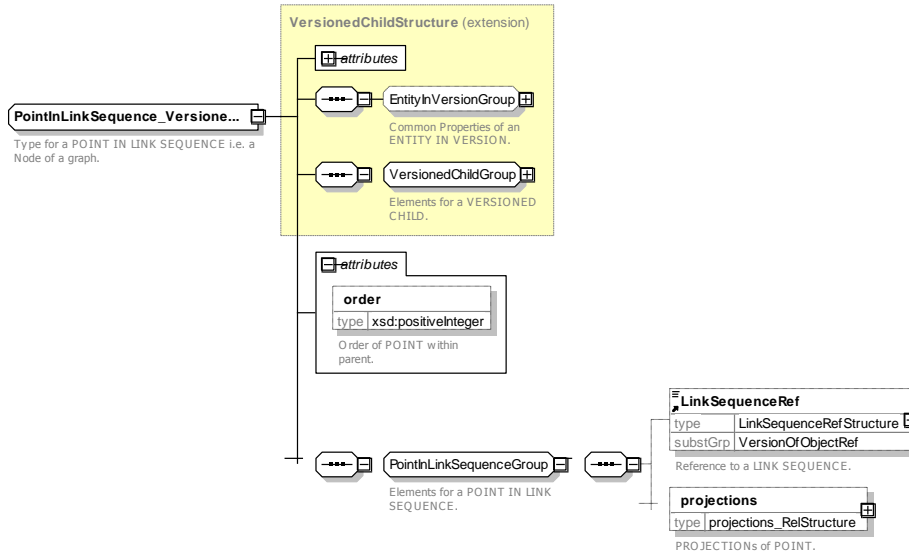 VersionedChildStructure (extension)
attributes
EntityInVersionGroup
Common Properties of an
ENTITY IN VERSION.
PointInLinkSequence_Versione...
Type for a POINT IN LINK SEQUENCE i.e. a
Node of a graph.
VersionedChildGroup
Elements for a VERSIONED
CHILD.
attributes
order
type xsd:positiveInteger
Order of POINT within
parent.
PointInLinkSequenceGroup
Elements for a POINT IN LINK
SEQUENCE.
LinkSequenceRef
type LinkSequenceRefStructure
substGrp VersionOfObjectRef
Reference to a LINK SEQUENCE.
projections
type projections_RelStructure
PROJECTIONs of POINT.